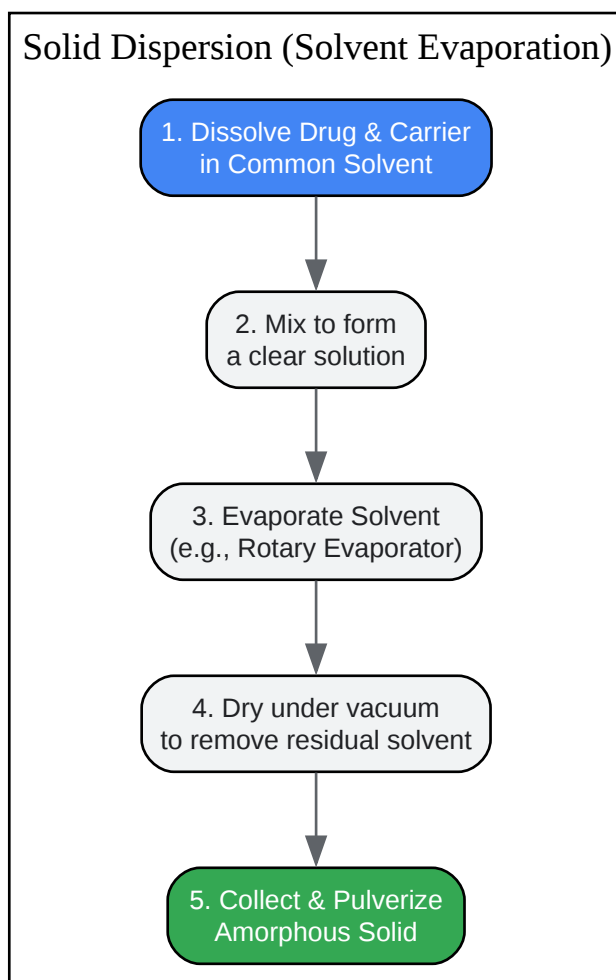 Solid Dispersion (Solvent Evaporation)
1. Dissolve Drug & Carrier
in Common Solvent
2. Mix to form
a clear solution
3. Evaporate Solvent
(e.g., Rotary Evaporator)
4. Dry under vacuum
to remove residual solvent
5. Collect & Pulverize
Amorphous Solid